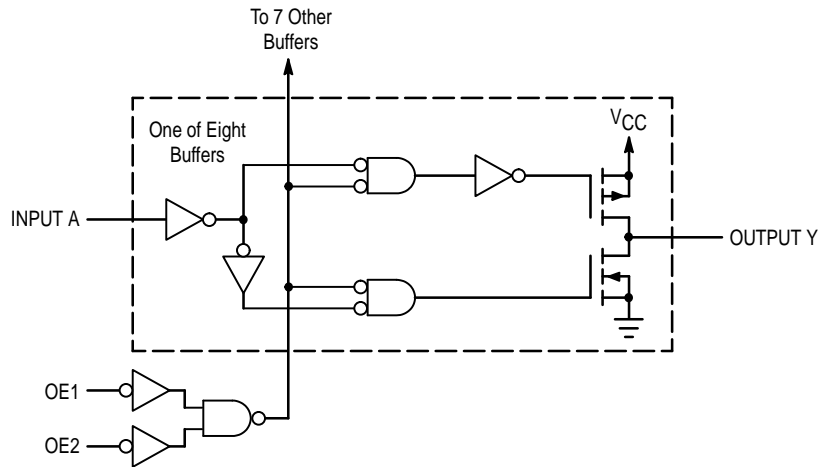 To 7 Other
Buffers
One of Eight
Buffers
VCC
INPUT A
OUTPUT Y
OE1
OE2